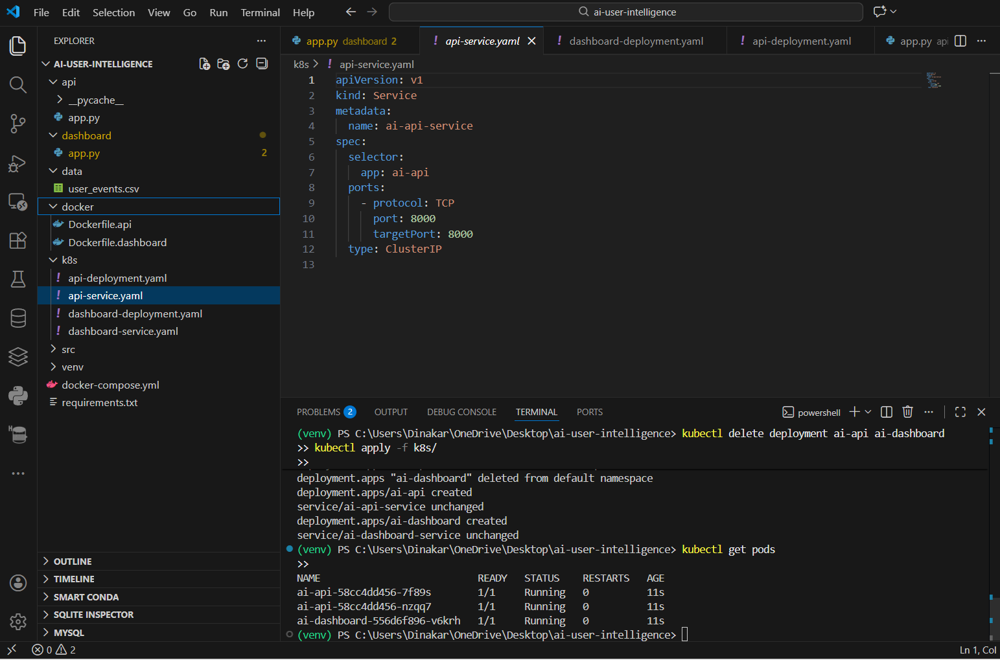 File Edit Selection View Go Run Terminal Help
ai-user-intelligence
EXPLORER
AI-USER-INTELLIGENCE
api
__pycache__
app.py
dashboard
app.py 2
data
user_events.csv
docker
Dockerfile.api
Dockerfile.dashboard
k8s
api-deployment.yaml
api-service.yaml
dashboard-deployment.yaml
dashboard-service.yaml
src
venv
docker-compose.yml
requirements.txt
OUTLINE
TIMELINE
SMART CONDA
SQLITE INSPECTOR
MYSQL
app.py dashboard 2
! api-service.yaml
! dashboard-deployment.yaml
! api-deployment.yaml
app.py api
k8s > ! api-service.yaml
1 apiVersion: v1
2 kind: Service
3 metadata:
4 name: ai-api-service
5 spec:
6 selector:
7 app: ai-api
8 ports:
9 - protocol: TCP
10 port: 8000
11 targetPort: 8000
12 type: ClusterIP
13
PROBLEMS 2 OUTPUT DEBUG CONSOLE TERMINAL PORTS
powershell
(venv) PS C:\Users\Dinakar\OneDrive\Desktop\ai-user-intelligence> kubectl delete deployment ai-api ai-dashboard
>> kubectl apply -f k8s/
>>
deployment.apps "ai-dashboard" deleted from default namespace
deployment.apps/ai-api created
service/ai-api-service unchanged
deployment.apps/ai-dashboard created
service/ai-dashboard-service unchanged
(venv) PS C:\Users\Dinakar\OneDrive\Desktop\ai-user-intelligence> kubectl get pods
>>
NAME READY STATUS RESTARTS AGE
ai-api-58cc4dd456-7f89s 1/1 Running 0 11s
ai-api-58cc4dd456-nzqq7 1/1 Running 0 11s
ai-dashboard-556d6f896-v6krh 1/1 Running 0 11s
(venv) PS C:\Users\Dinakar\OneDrive\Desktop\ai-user-intelligence>
0 2
Ln 1, Col